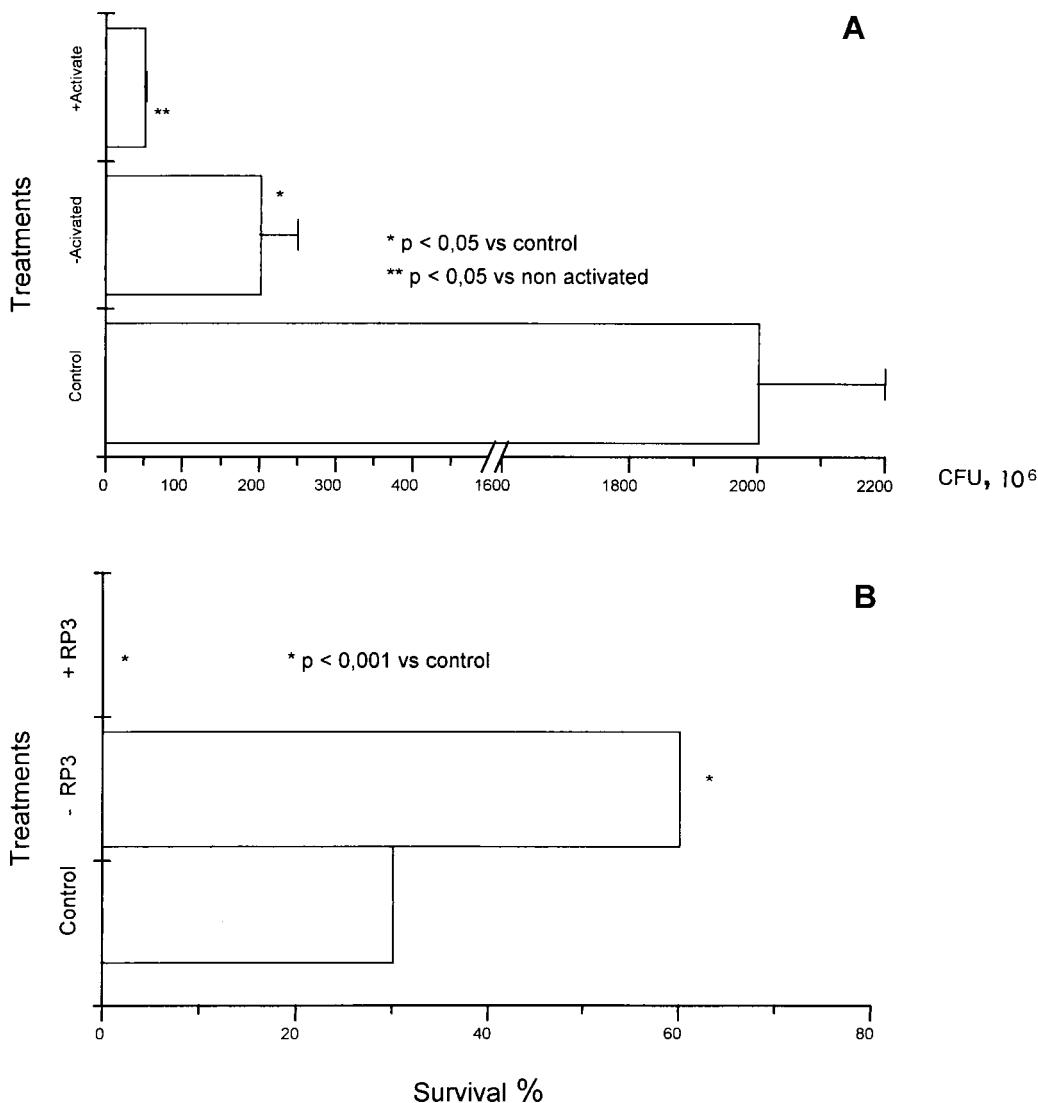 A
+Activate
**
-Acivated
*
Treatments
* p < 0,05 vs control
** p < 0,05 vs non activated
Control
0 100 200 300 400 1600 1800 2000 2200
CFU, 10⁶
B
+ RP3
*
* p < 0,001 vs control
Treatments
- RP3
*
Control
0 20 40 60 80
Survival %